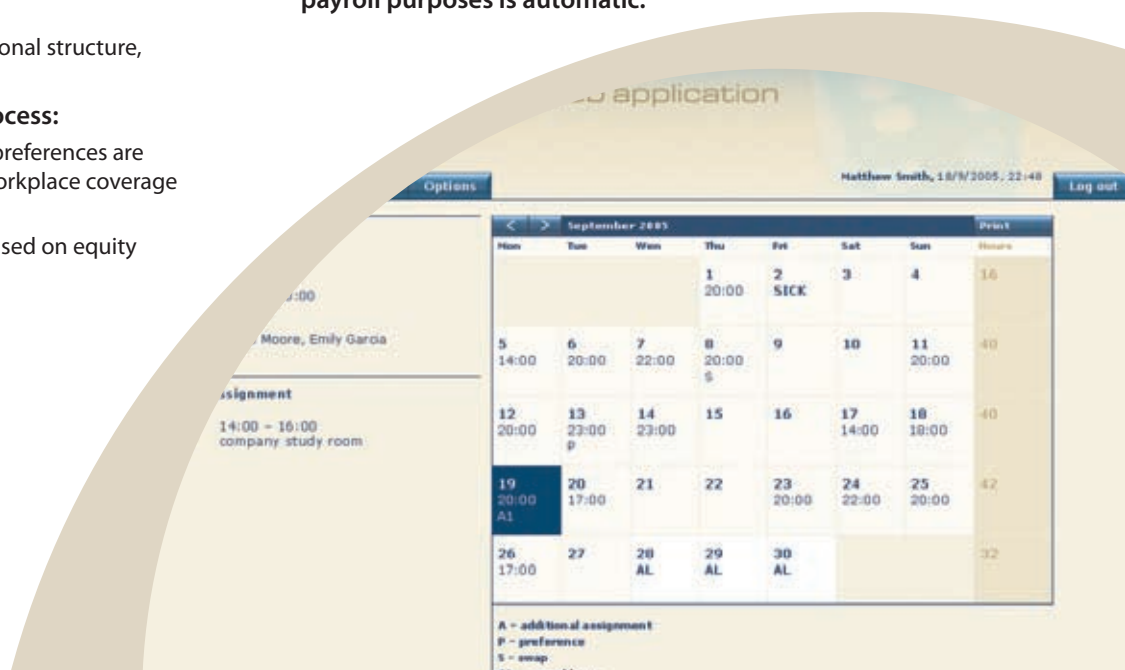 payroll purposes is automatic.
onal structure,
ocess:
preferences are
orkplace coverage
sed on equity
application
Matthew Smith, 18/9/2005, 22:48
Options
Log out
< > September 2005 Print
Mon Tue Wen Thu Fri Sat Sun Hours
1 2 3 4 16
20:00 SICK
5 6 7 8 9 10 11 40
14:00 20:00 22:00 20:00 20:00
S
12 13 14 15 16 17 18 40
20:00 23:00 23:00 14:00 18:00
P
19 20 21 22 23 24 25 42
20:00 17:00 20:00 22:00 20:00
A1
26 27 28 29 30 32
17:00 AL AL AL
:00
Moore, Emily Garcia
signment
14:00 – 16:00
company study room
A – additional assignment
P – preference
S – swap